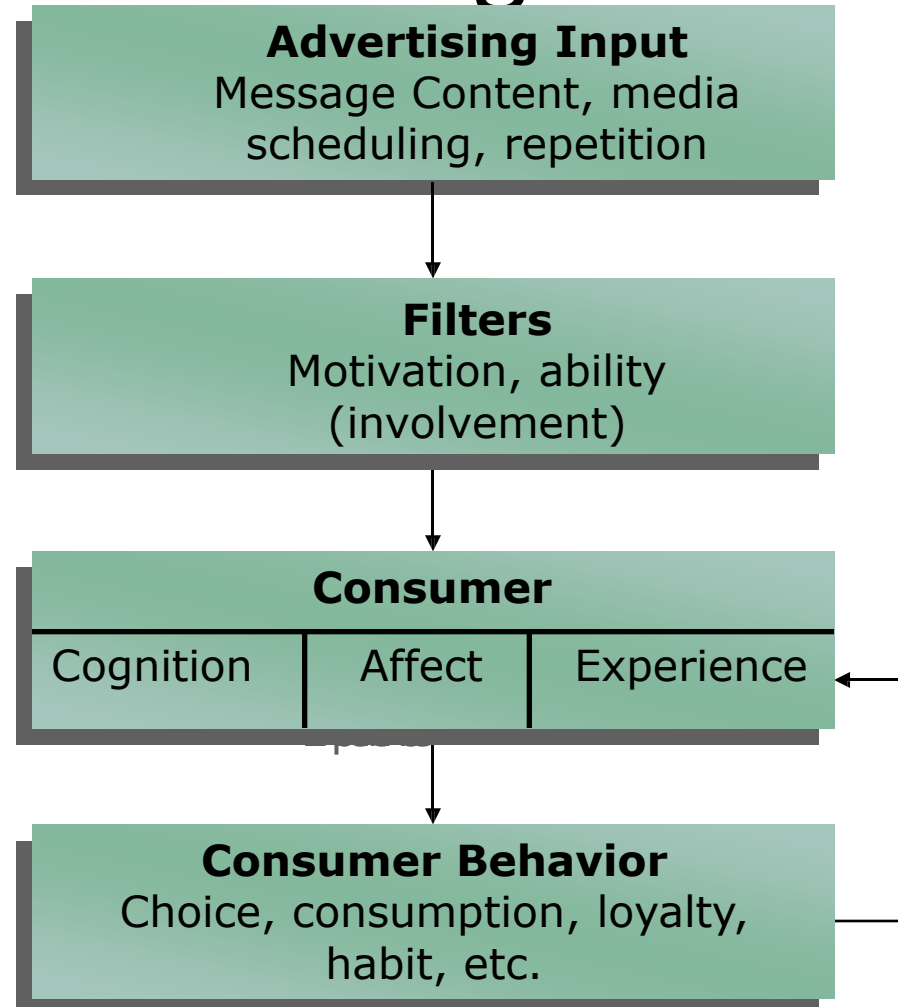 Advertising Input
Message Content, media
scheduling, repetition
Filters
Motivation, ability
(involvement)
Consumer
Cognition Affect Experience
Consumer Behavior
Choice, consumption, loyalty,
habit, etc.